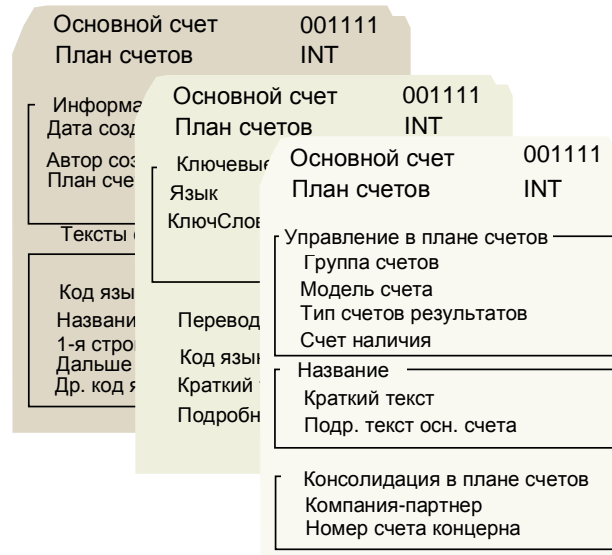 Основной счет 001111
План счетов INT
Информа
Дата созд
Автор соз
План сче
Тексты
Код язы
Названи
1-я стро
Дальше
Др. код я
Основной счет 001111
План счетов INT
Ключевые
Язык
КлючСлов
Перевод
Код язык
Краткий
Подробн
Основной счет 001111
План счетов INT
Управление в плане счетов
Группа счетов
Модель счета
Тип счетов результатов
Счет наличия
Название
Краткий текст
Подр. текст осн. счета
Консолидация в плане счетов
Компания-партнер
Номер счета концерна